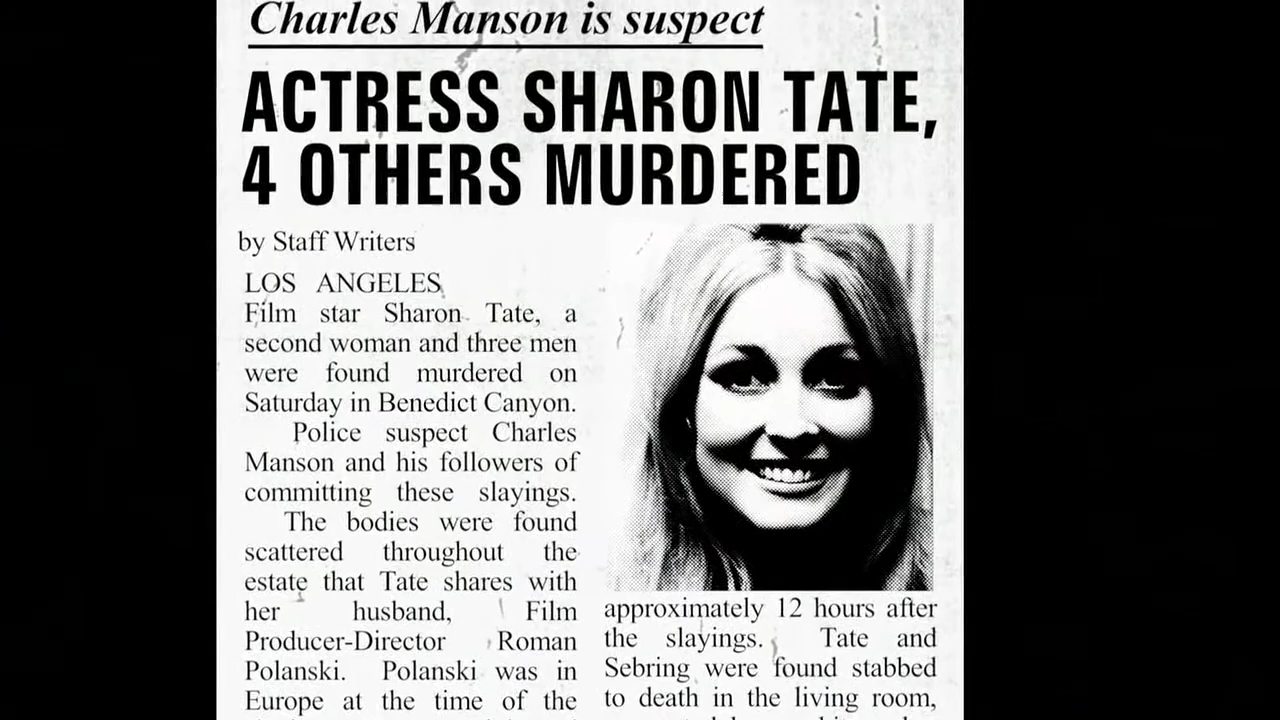 Charles Manson is suspect
ACTRESS SHARON TATE,
4 OTHERS MURDERED
by Staff Writers
LOS ANGELES
Film star Sharon Tate, a
second woman and three men
were found murdered on
Saturday in Benedict Canyon.
Police suspect Charles
Manson and his followers of
committing these slayings.
The bodies were found
scattered throughout the
estate that Tate shares with
her husband, Film
Producer-Director Roman
Polanski. Polanski was in
Europe at the time of the
approximately 12 hours after
the slayings. Tate and
Sebring were found stabbed
to death in the living room,